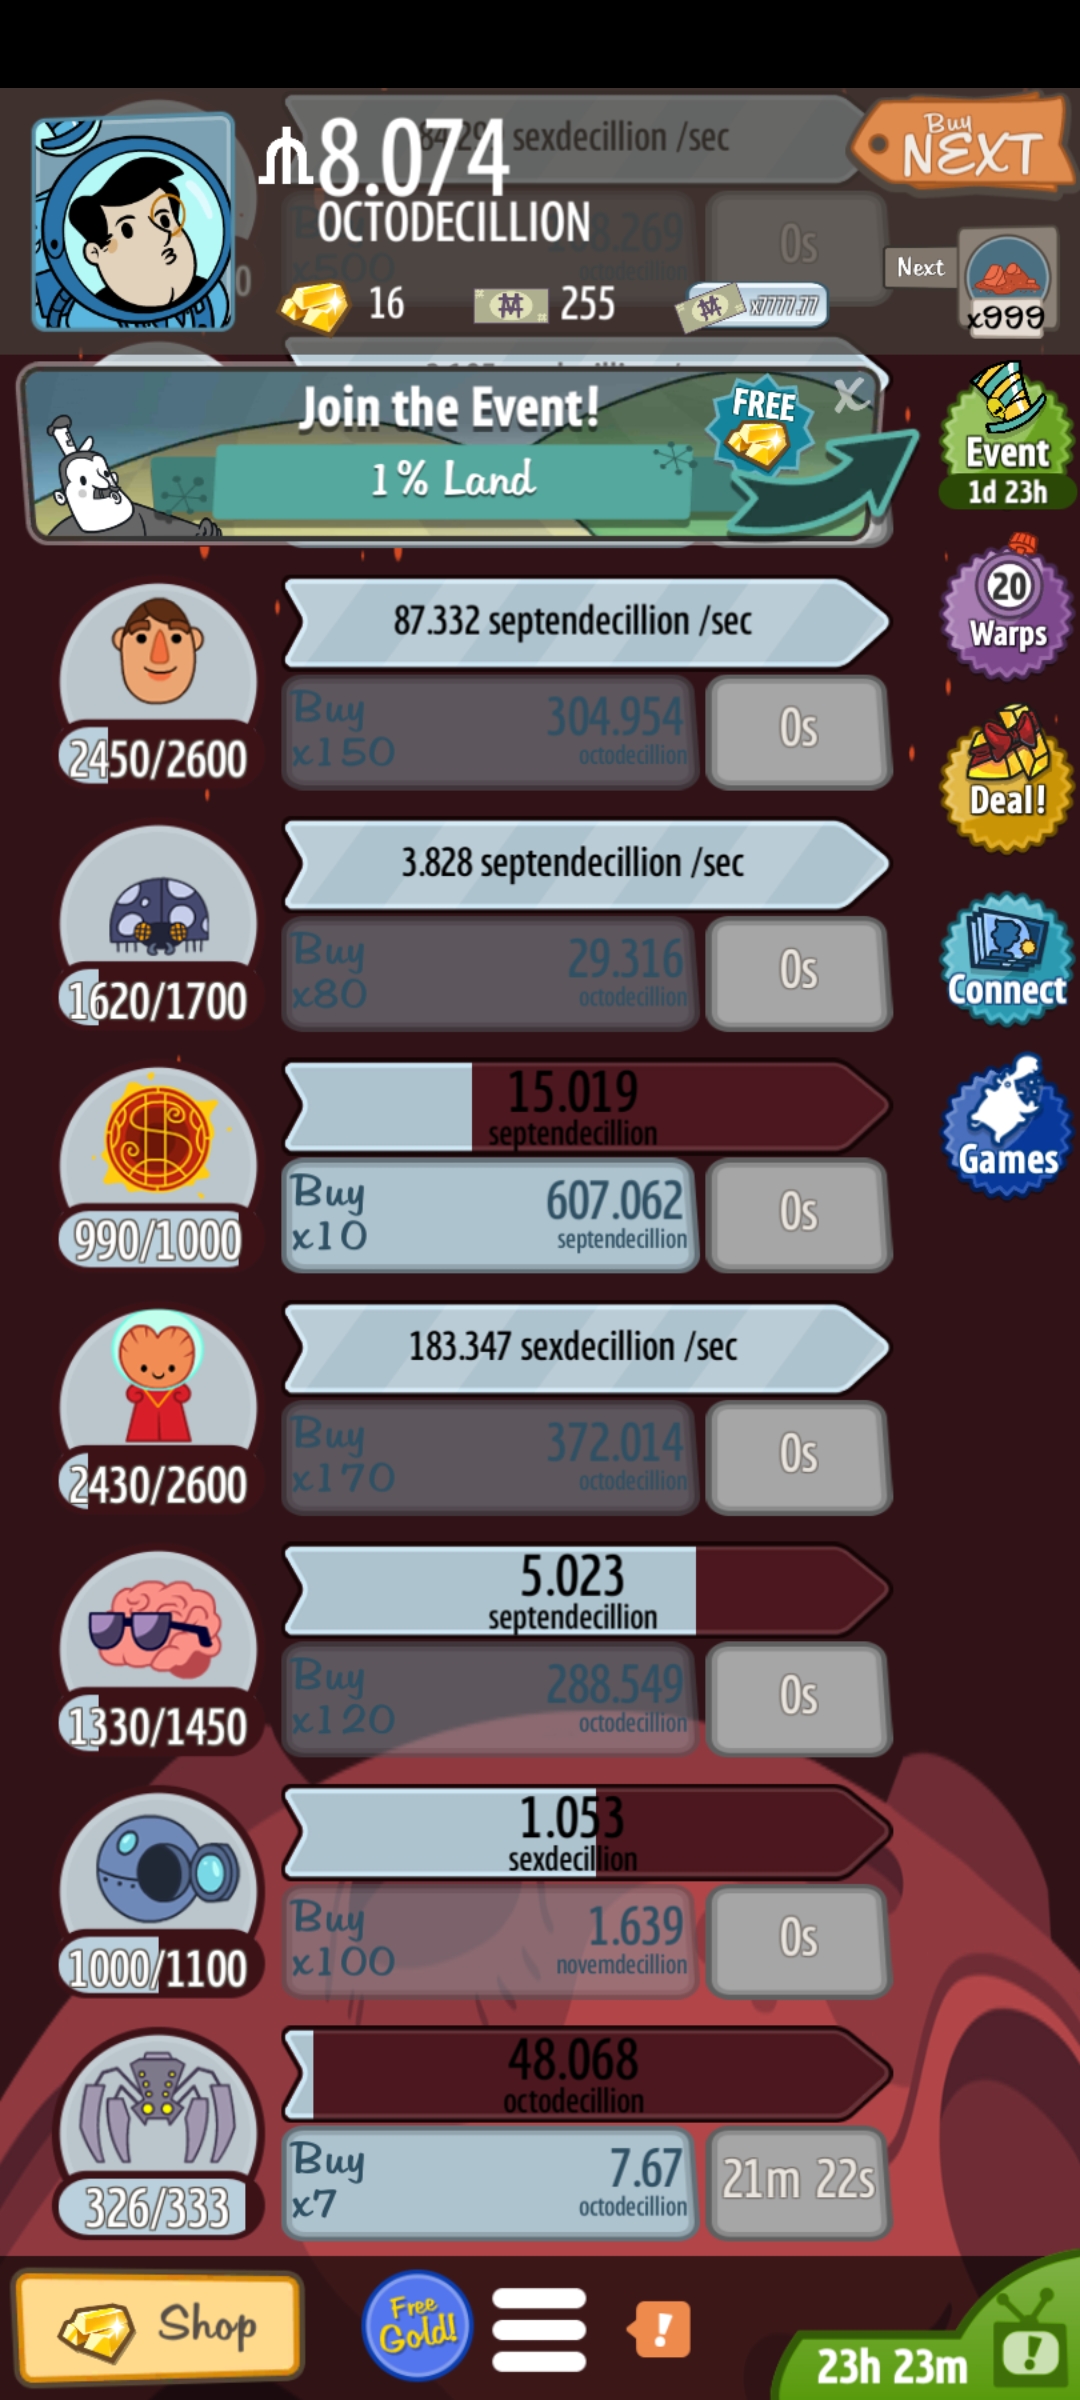 sexdecillion /sec
8.074
OCTODECILLION
Buy
NEXT
x500
8.269
octodecillion
0s
Next
x999
16
255
x7777.77
Join the Event!
1% Land
FREE
X
Event
1d 23h
87.332 septendecillion /sec
Buy
x150
304.954
octodecillion
0s
2450/2600
20
Warps
3.828 septendecillion /sec
Buy
x80
29.316
octodecillion
0s
1620/1700
Deal!
Connect
15.019
septendecillion
Buy
x10
607.062
septendecillion
0s
990/1000
Games
183.347 sexdecillion /sec
Buy
x170
372.014
octodecillion
0s
2430/2600
5.023
septendecillion
Buy
x120
288.549
octodecillion
0s
1330/1450
1.053
sexdecillion
Buy
x100
1.639
novemdecillion
0s
1000/1100
48.068
octodecillion
Buy
x7
7.67
octodecillion
21m 22s
326/333
Shop
Free
Gold!
!
23h 23m
!